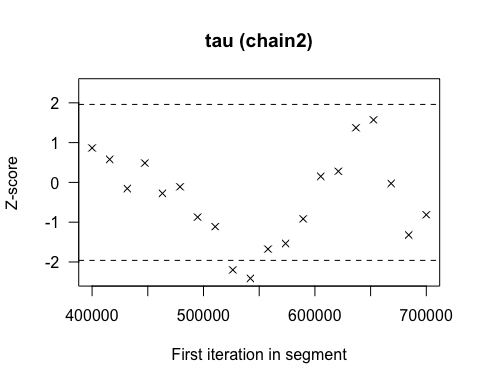 tau (chain2)
Z-score
2
1
0
-1
-2
400000 500000 600000 700000
First iteration in segment